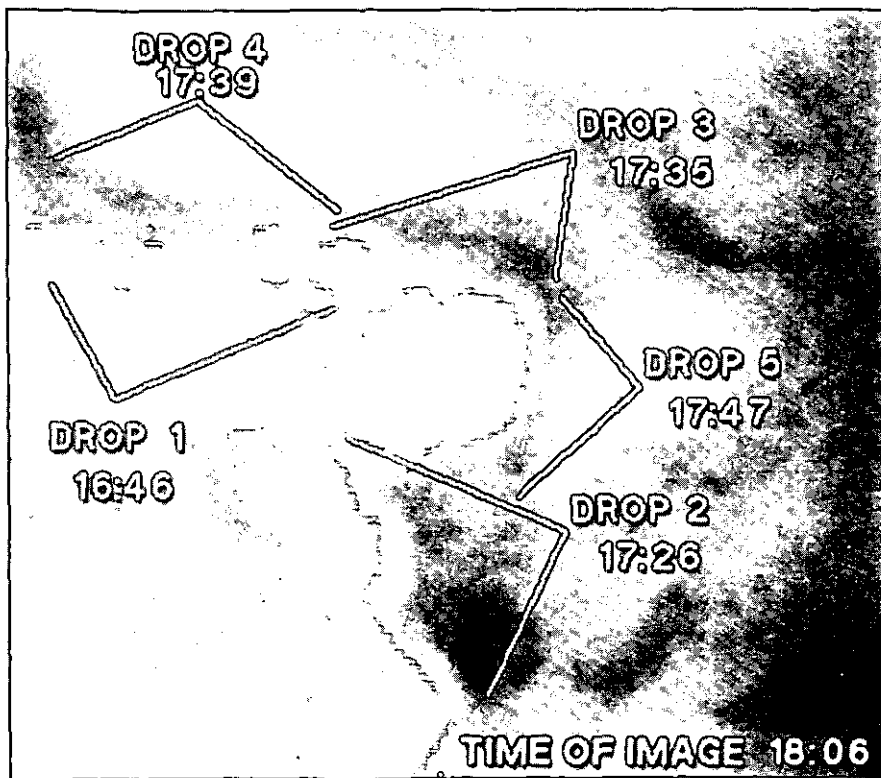 DROP 4
17:39
DROP 3
17:35
DROP 5
17:47
DROP 1
16:46
DROP 2
17:26
TIME OF IMAGE 18:06